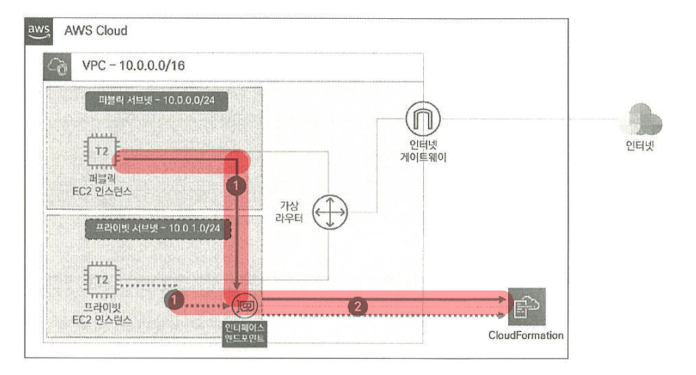 aws AWS Cloud
VPC - 10.0.0.0/16
퍼블릭 서브넷 - 10.0.0.0/24
T2
퍼블릭
EC2 인스턴스
1
인터넷
게이트웨이
인터넷
가상
라우터
프라이빗 서브넷 - 10.0.1.0/24
T2
프라이빗
EC2 인스턴스
1
2
인터페이스
엔드포인트
CloudFormation